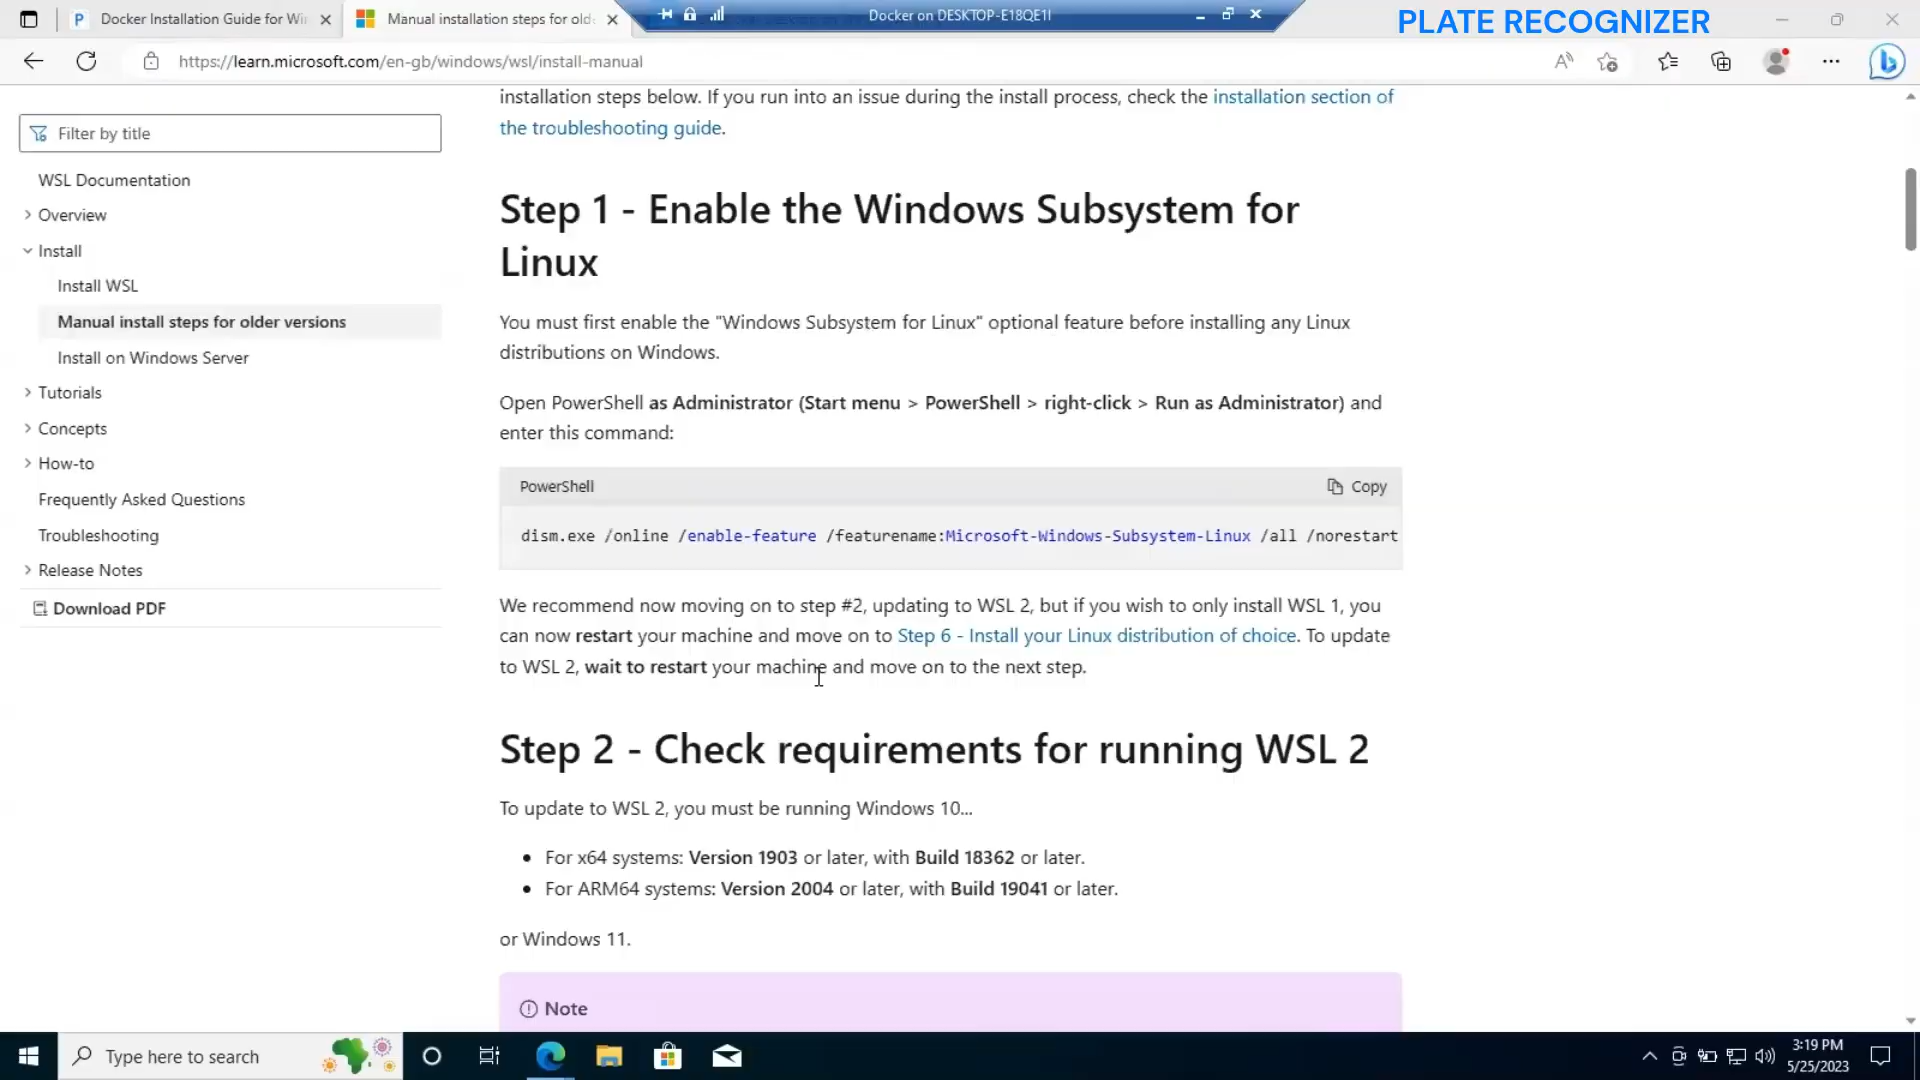 Docker Installation Guide for Wi
Manual installation steps for old
Docker on DESKTOP-E18QE1I
PLATE RECOGNIZER
https://learn.microsoft.com/en-gb/windows/wsl/install-manual
installation steps below. If you run into an issue during the install process, check the installation section of
the troubleshooting guide.
Filter by title
WSL Documentation
Overview
Install
Install WSL
Manual install steps for older versions
Install on Windows Server
Tutorials
Concepts
How-to
Frequently Asked Questions
Troubleshooting
Release Notes
Download PDF
Step 1 - Enable the Windows Subsystem for
Linux
You must first enable the "Windows Subsystem for Linux" optional feature before installing any Linux
distributions on Windows.
Open PowerShell as Administrator (Start menu > PowerShell > right-click > Run as Administrator) and
enter this command:
PowerShell
Copy
dism.exe /online /enable-feature /featurename:Microsoft-Windows-Subsystem-Linux /all /norestart
We recommend now moving on to step #2, updating to WSL 2, but if you wish to only install WSL 1, you
can now restart your machine and move on to Step 6 - Install your Linux distribution of choice. To update
to WSL 2, wait to restart your machine and move on to the next step.
Step 2 - Check requirements for running WSL 2
To update to WSL 2, you must be running Windows 10...
• For x64 systems: Version 1903 or later, with Build 18362 or later.
• For ARM64 systems: Version 2004 or later, with Build 19041 or later.
or Windows 11.
Note
Type here to search
3:19 PM
5/25/2023